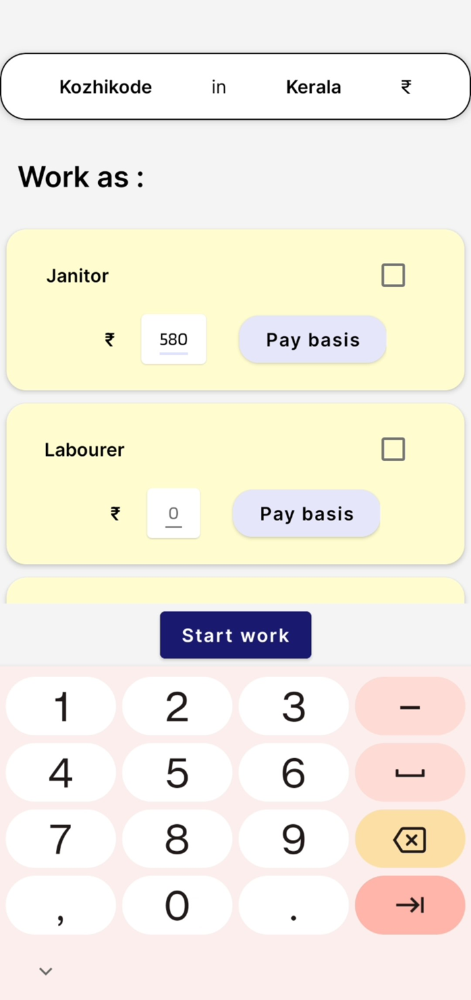 Kozhikode in Kerala ₹
Work as :
Janitor
₹ 580 Pay basis
Labourer
₹ 0 Pay basis
Start work
1 2 3 –
4 5 6
7 8 9
, 0 .